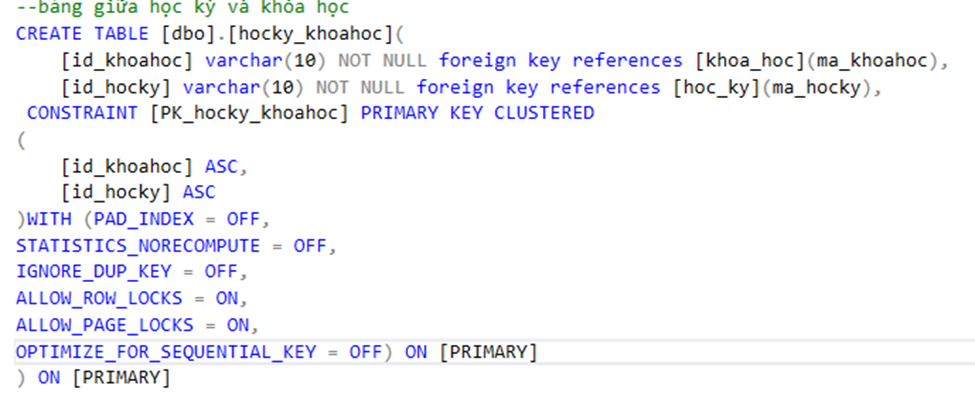 --bảng giữa học kỳ và khóa học
CREATE TABLE [dbo].[hocky_khoahoc](
    [id_khoahoc] varchar(10) NOT NULL foreign key references [khoa_hoc](ma_khoahoc),
    [id_hocky] varchar(10) NOT NULL foreign key references [hoc_ky](ma_hocky),
 CONSTRAINT [PK_hocky_khoahoc] PRIMARY KEY CLUSTERED
(
    [id_khoahoc] ASC,
    [id_hocky] ASC
)WITH (PAD_INDEX = OFF,
STATISTICS_NORECOMPUTE = OFF,
IGNORE_DUP_KEY = OFF,
ALLOW_ROW_LOCKS = ON,
ALLOW_PAGE_LOCKS = ON,
OPTIMIZE_FOR_SEQUENTIAL_KEY = OFF) ON [PRIMARY]
) ON [PRIMARY]